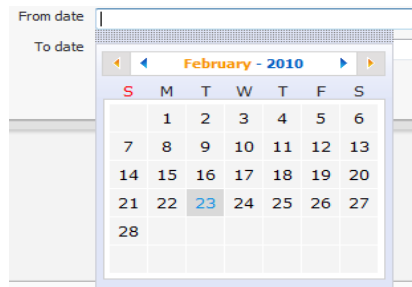 From date
To date
February - 2010
S M T W T F S
1 2 3 4 5 6
7 8 9 10 11 12 13
14 15 16 17 18 19 20
21 22 23 24 25 26 27
28